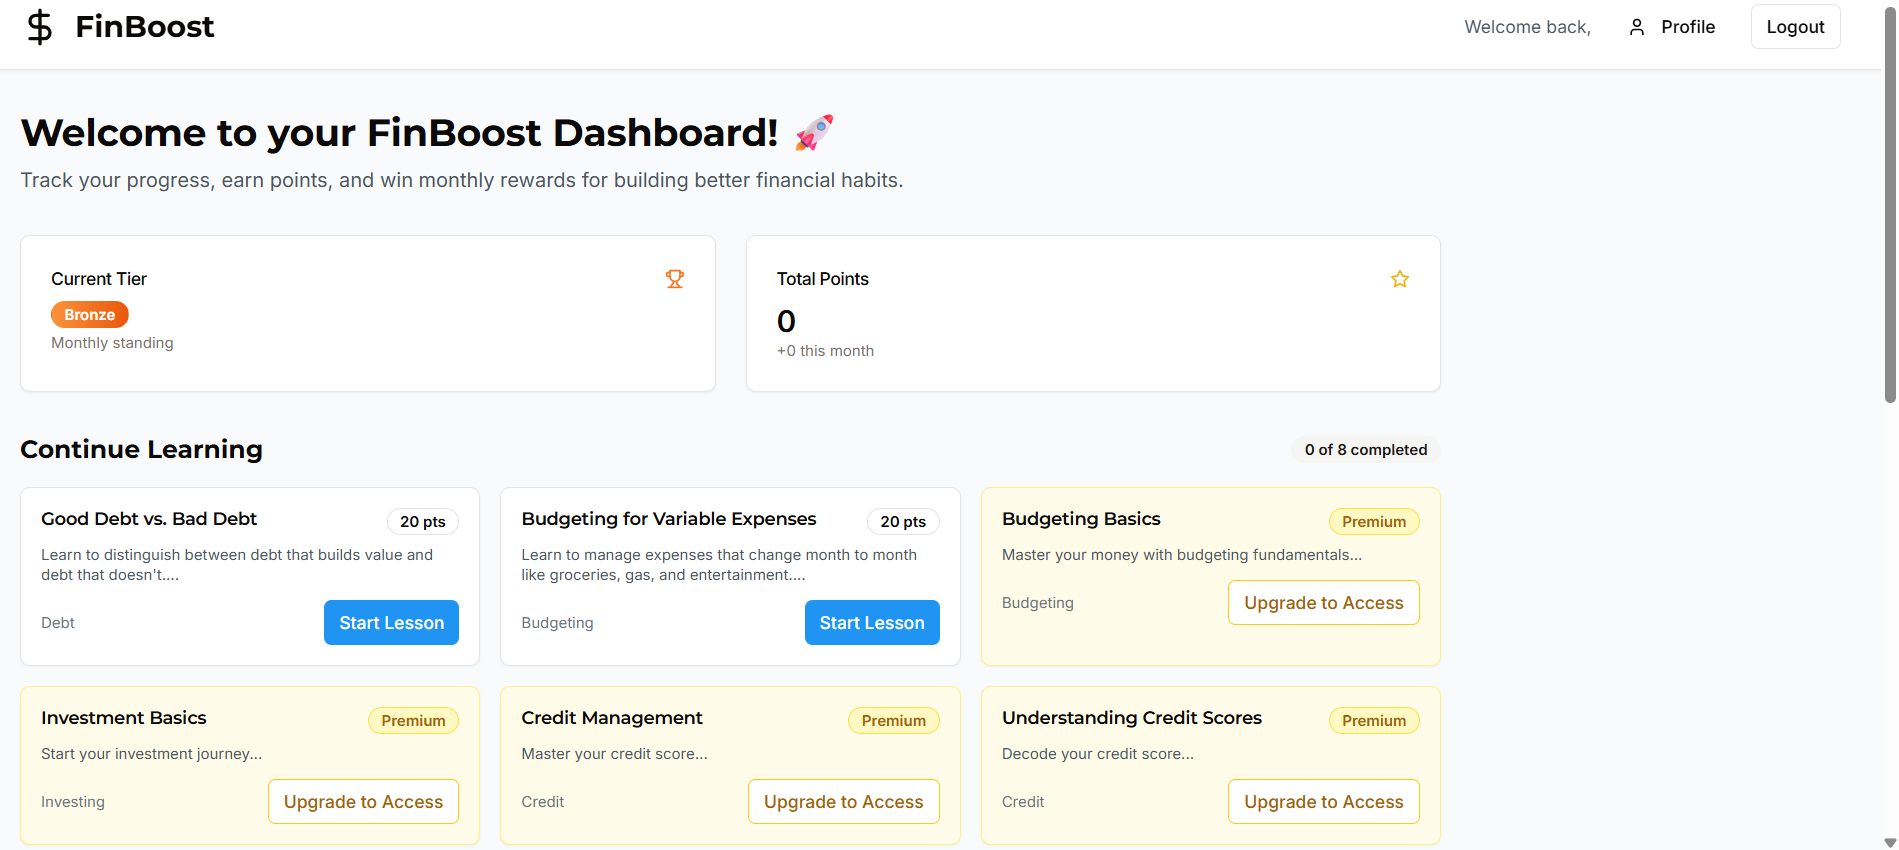 FinBoost
Welcome back,
Profile
Logout
Welcome to your FinBoost Dashboard! 🚀
Track your progress, earn points, and win monthly rewards for building better financial habits.
Current Tier
Bronze
Monthly standing
Total Points
0
+0 this month
Continue Learning
0 of 8 completed
Good Debt vs. Bad Debt
20 pts
Learn to distinguish between debt that builds value and
debt that doesn't....
Debt
Start Lesson
Budgeting for Variable Expenses
20 pts
Learn to manage expenses that change month to month
like groceries, gas, and entertainment....
Budgeting
Start Lesson
Budgeting Basics
Premium
Master your money with budgeting fundamentals...
Budgeting
Upgrade to Access
Investment Basics
Premium
Start your investment journey...
Investing
Upgrade to Access
Credit Management
Premium
Master your credit score...
Credit
Upgrade to Access
Understanding Credit Scores
Premium
Decode your credit score...
Credit
Upgrade to Access